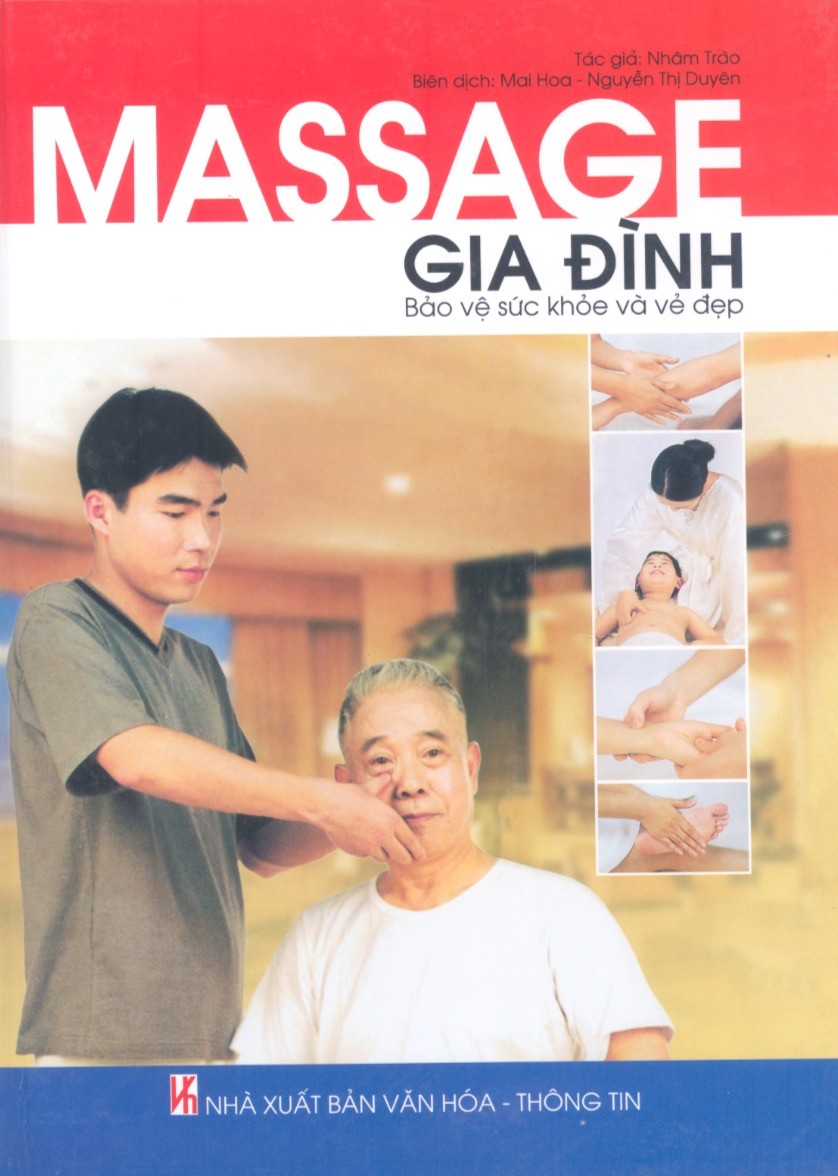 Tác giả: Nhâm Trào
Biên dịch: Mai Hoa - Nguyễn Thị Duyên
MASSAGE
GIA ĐÌNH
Bảo vệ sức khỏe và vẻ đẹp
NHÀ XUẤT BẢN VĂN HÓA - THÔNG TIN